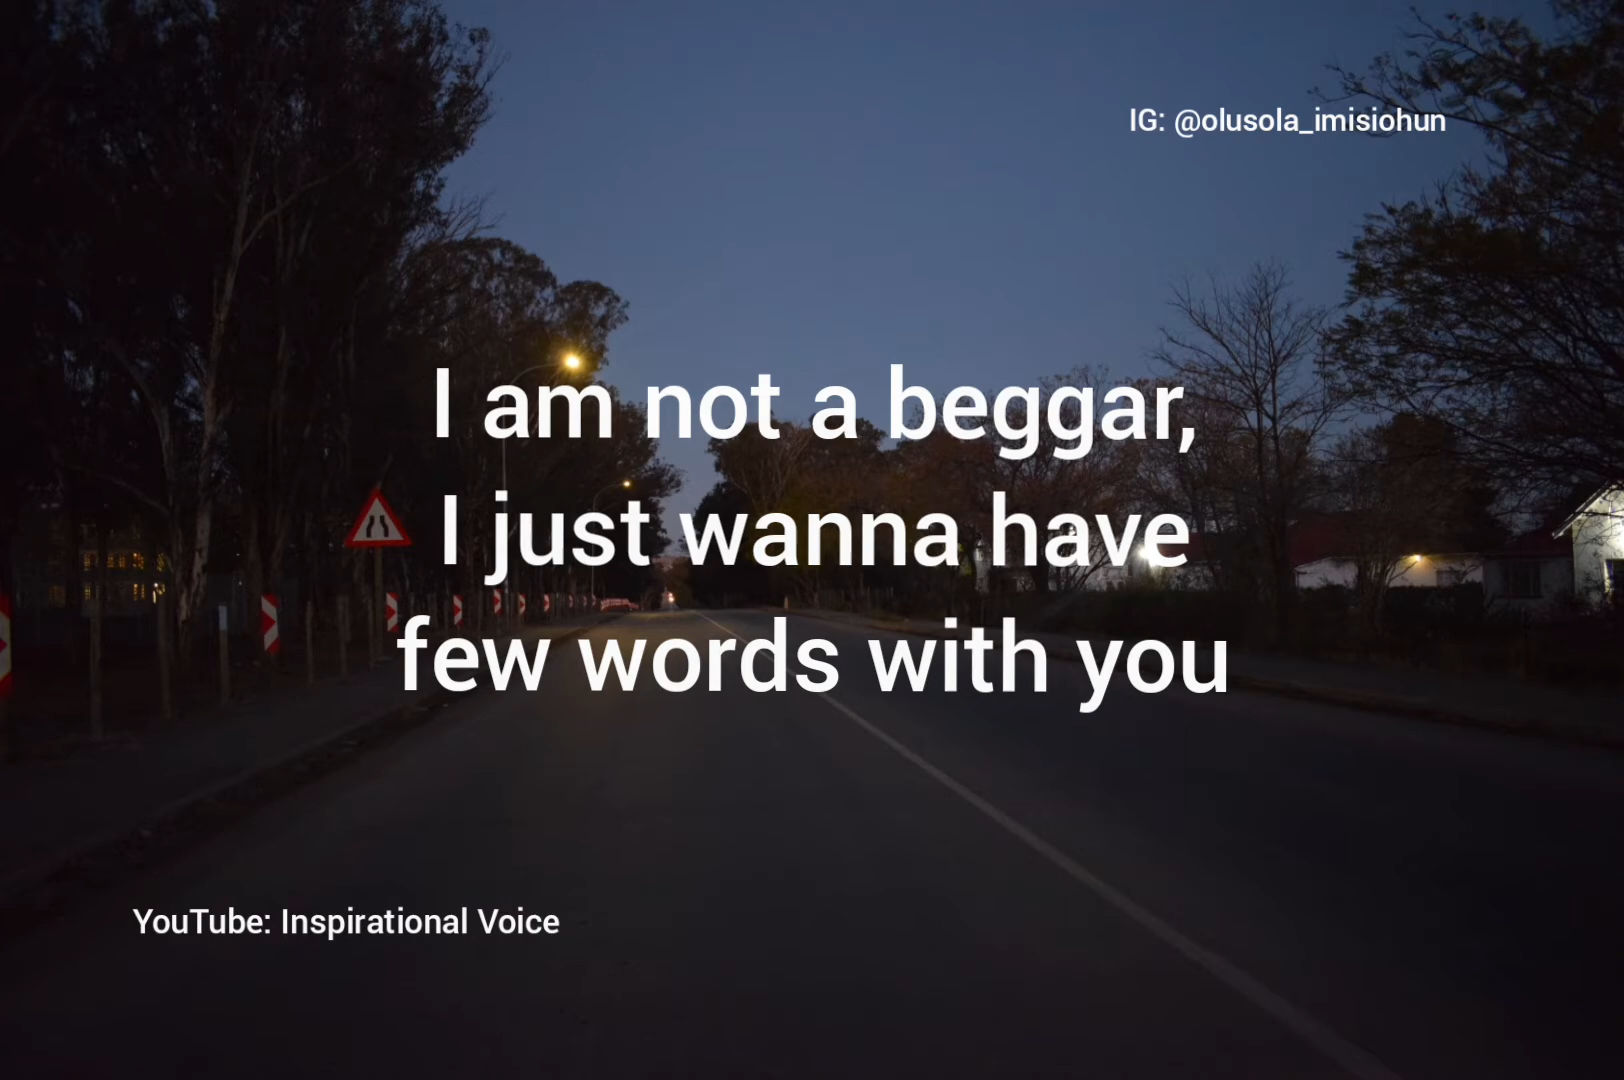 IG: @olusola_imisiohun
I am not a beggar,
I just wanna have
few words with you
YouTube: Inspirational Voice